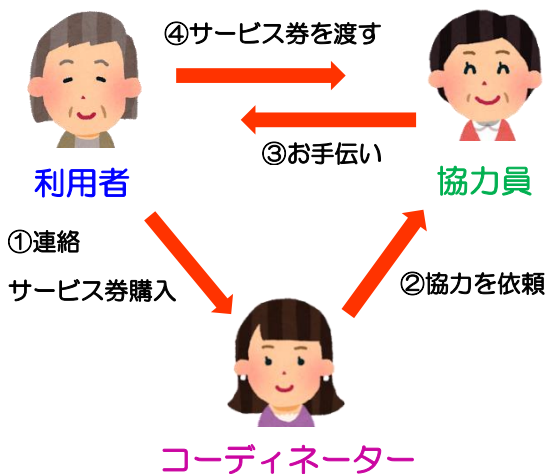 ④サービス券を渡す
③お手伝い
利用者
協力員
①連絡
サービス券購入
②協力を依頼
コーディネーター